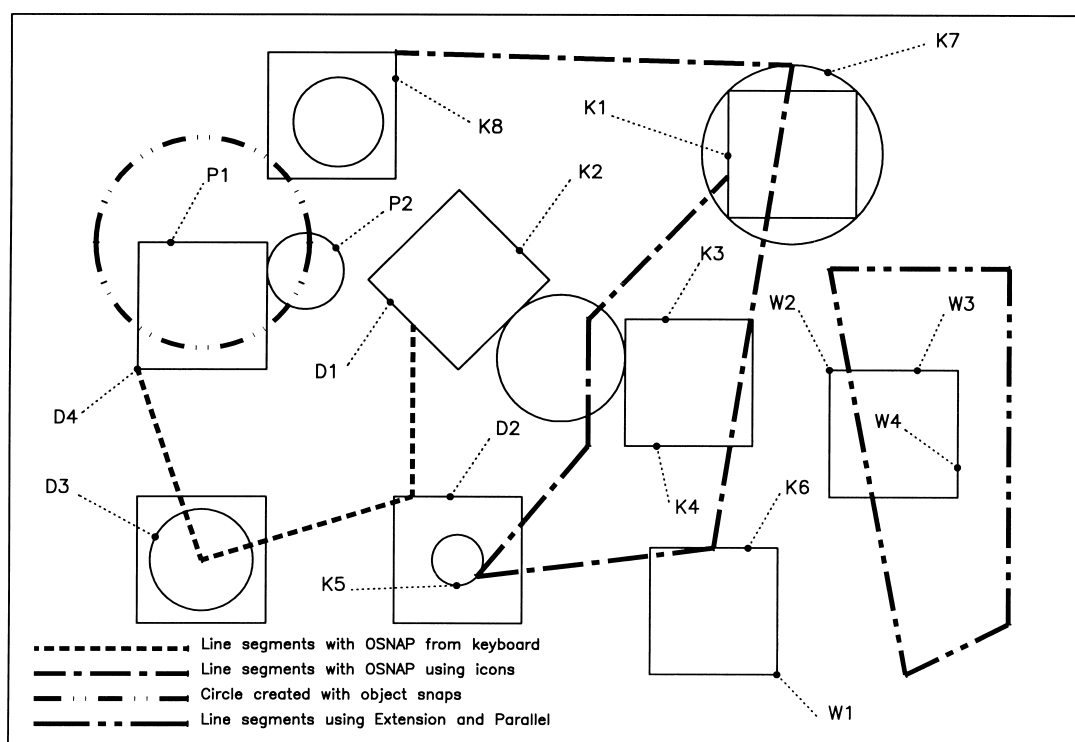 K7
K1
K8
P1
K2
P2
K3
W2
W3
D1
D4
D2
W4
D3
K4
K6
K5
Line segments with OSNAP from keyboard
Line segments with OSNAP using icons
Circle created with object snaps
Line segments using Extension and Parallel
W1